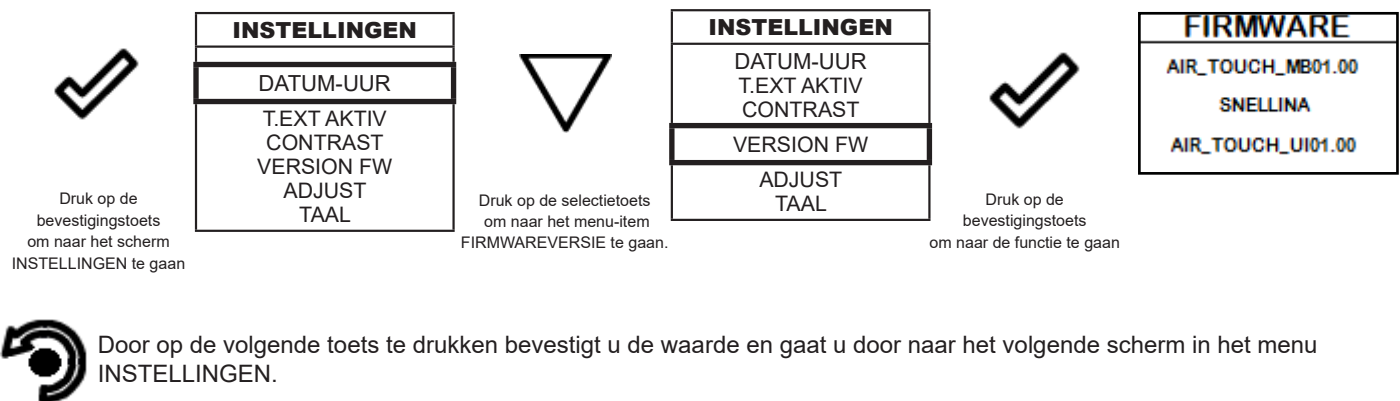 INSTELLINGEN
DATUM-UUR
T.EXT AKTIV
CONTRAST
VERSION FW
ADJUST
TAAL
INSTELLINGEN
DATUM-UUR
T.EXT AKTIV
CONTRAST
VERSION FW
ADJUST
TAAL
FIRMWARE
AIR_TOUCH_MB01.00
SNELLINA
AIR_TOUCH_UI01.00
Druk op de
bevestigingstoets
om naar het scherm
INSTELLINGEN te gaan
Druk op de selectietoets
om naar het menu-item
FIRMWAREVERSIE te gaan.
Druk op de
bevestigingstoets
om naar de functie te gaan
Door op de volgende toets te drukken bevestigt u de waarde en gaat u door naar het volgende scherm in het menu
INSTELLINGEN.